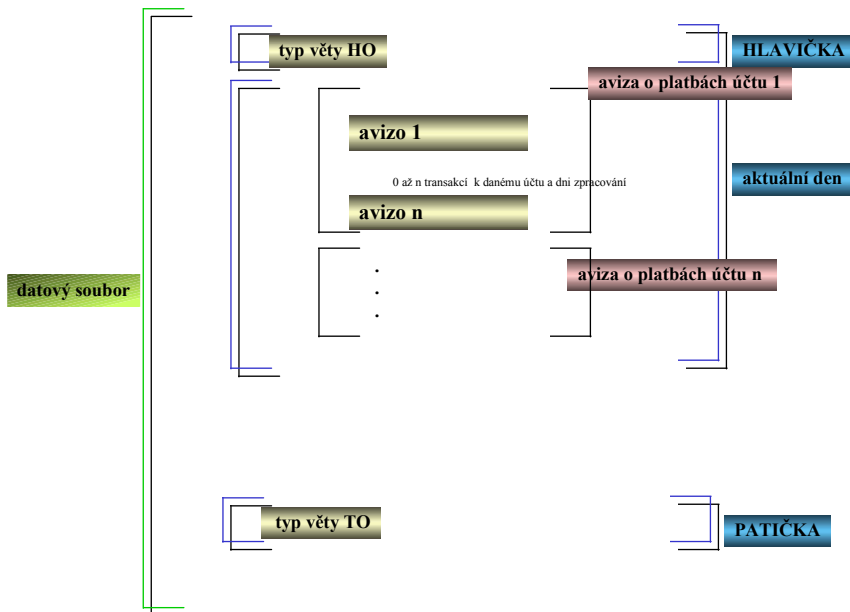 typ věty HO
HLAVIČKA
aviza o platbách účtu 1
avizo 1
0 až n transakcí k danému účtu a dni zpracování
aktuální den
avizo n
aviza o platbách účtu n
.
.
.
datový soubor
typ věty TO
PATIČKA